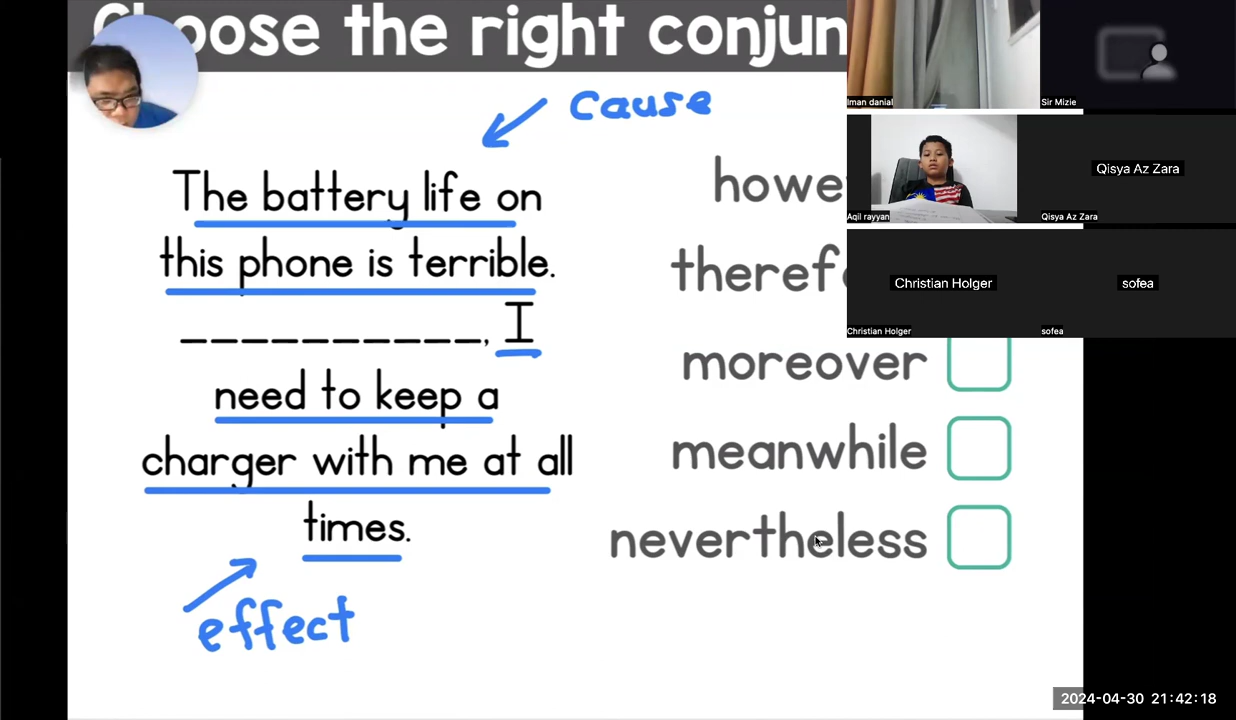 oose the right conjun
cause
The battery life on
this phone is terrible.
__________, I
need to keep a
charger with me at all
times.
effect
howe
theref
moreover
meanwhile
nevertheless
Iman danial
Sir Mizie
Aqil rayyan
Qisya Az Zara
Qisya Az Zara
Christian Holger
Christian Holger
sofea
sofea
2024-04-30 21:42:18